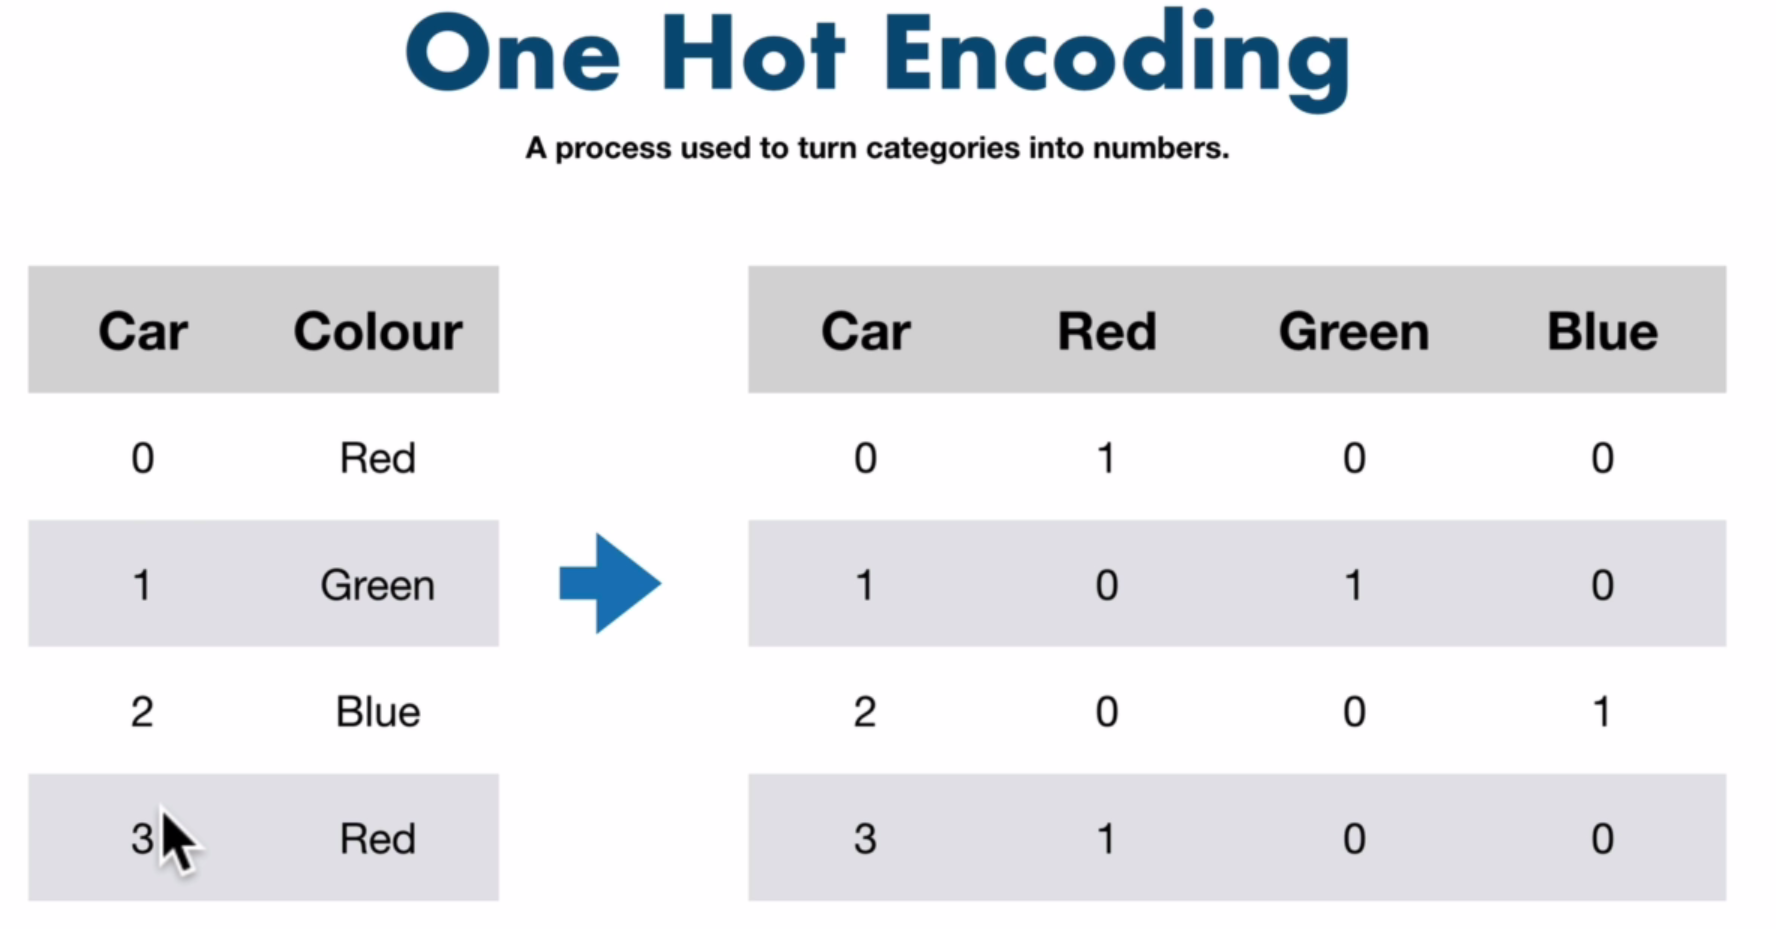 One Hot Encoding
A process used to turn categories into numbers.
Car Colour
0 Red
1 Green
2 Blue
3 Red
Car Red Green Blue
0 1 0 0
1 0 1 0
2 0 0 1
3 1 0 0